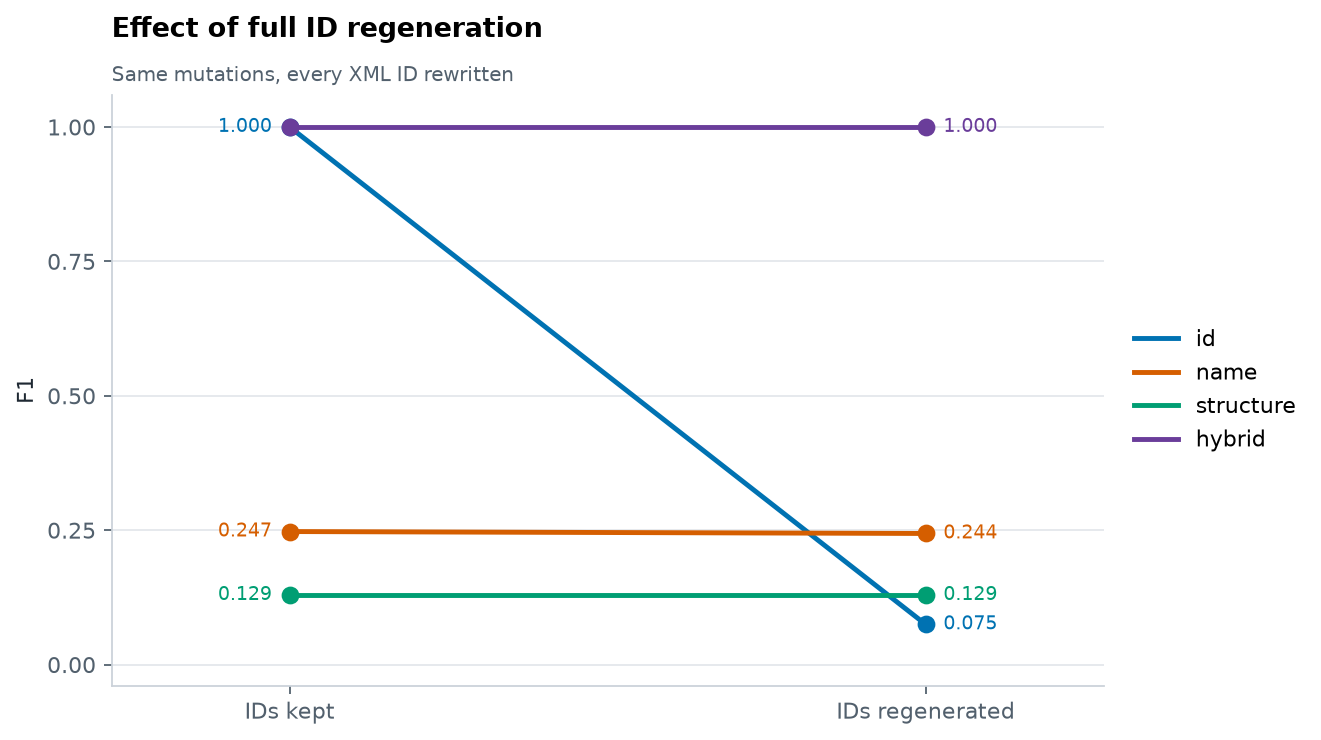 Effect of full ID regeneration
Same mutations, every XML ID rewritten
F1
1.00
0.75
0.50
0.25
0.00
1.000
1.000
0.247
0.244
0.129
0.129
0.075
IDs kept
IDs regenerated
id
name
structure
hybrid